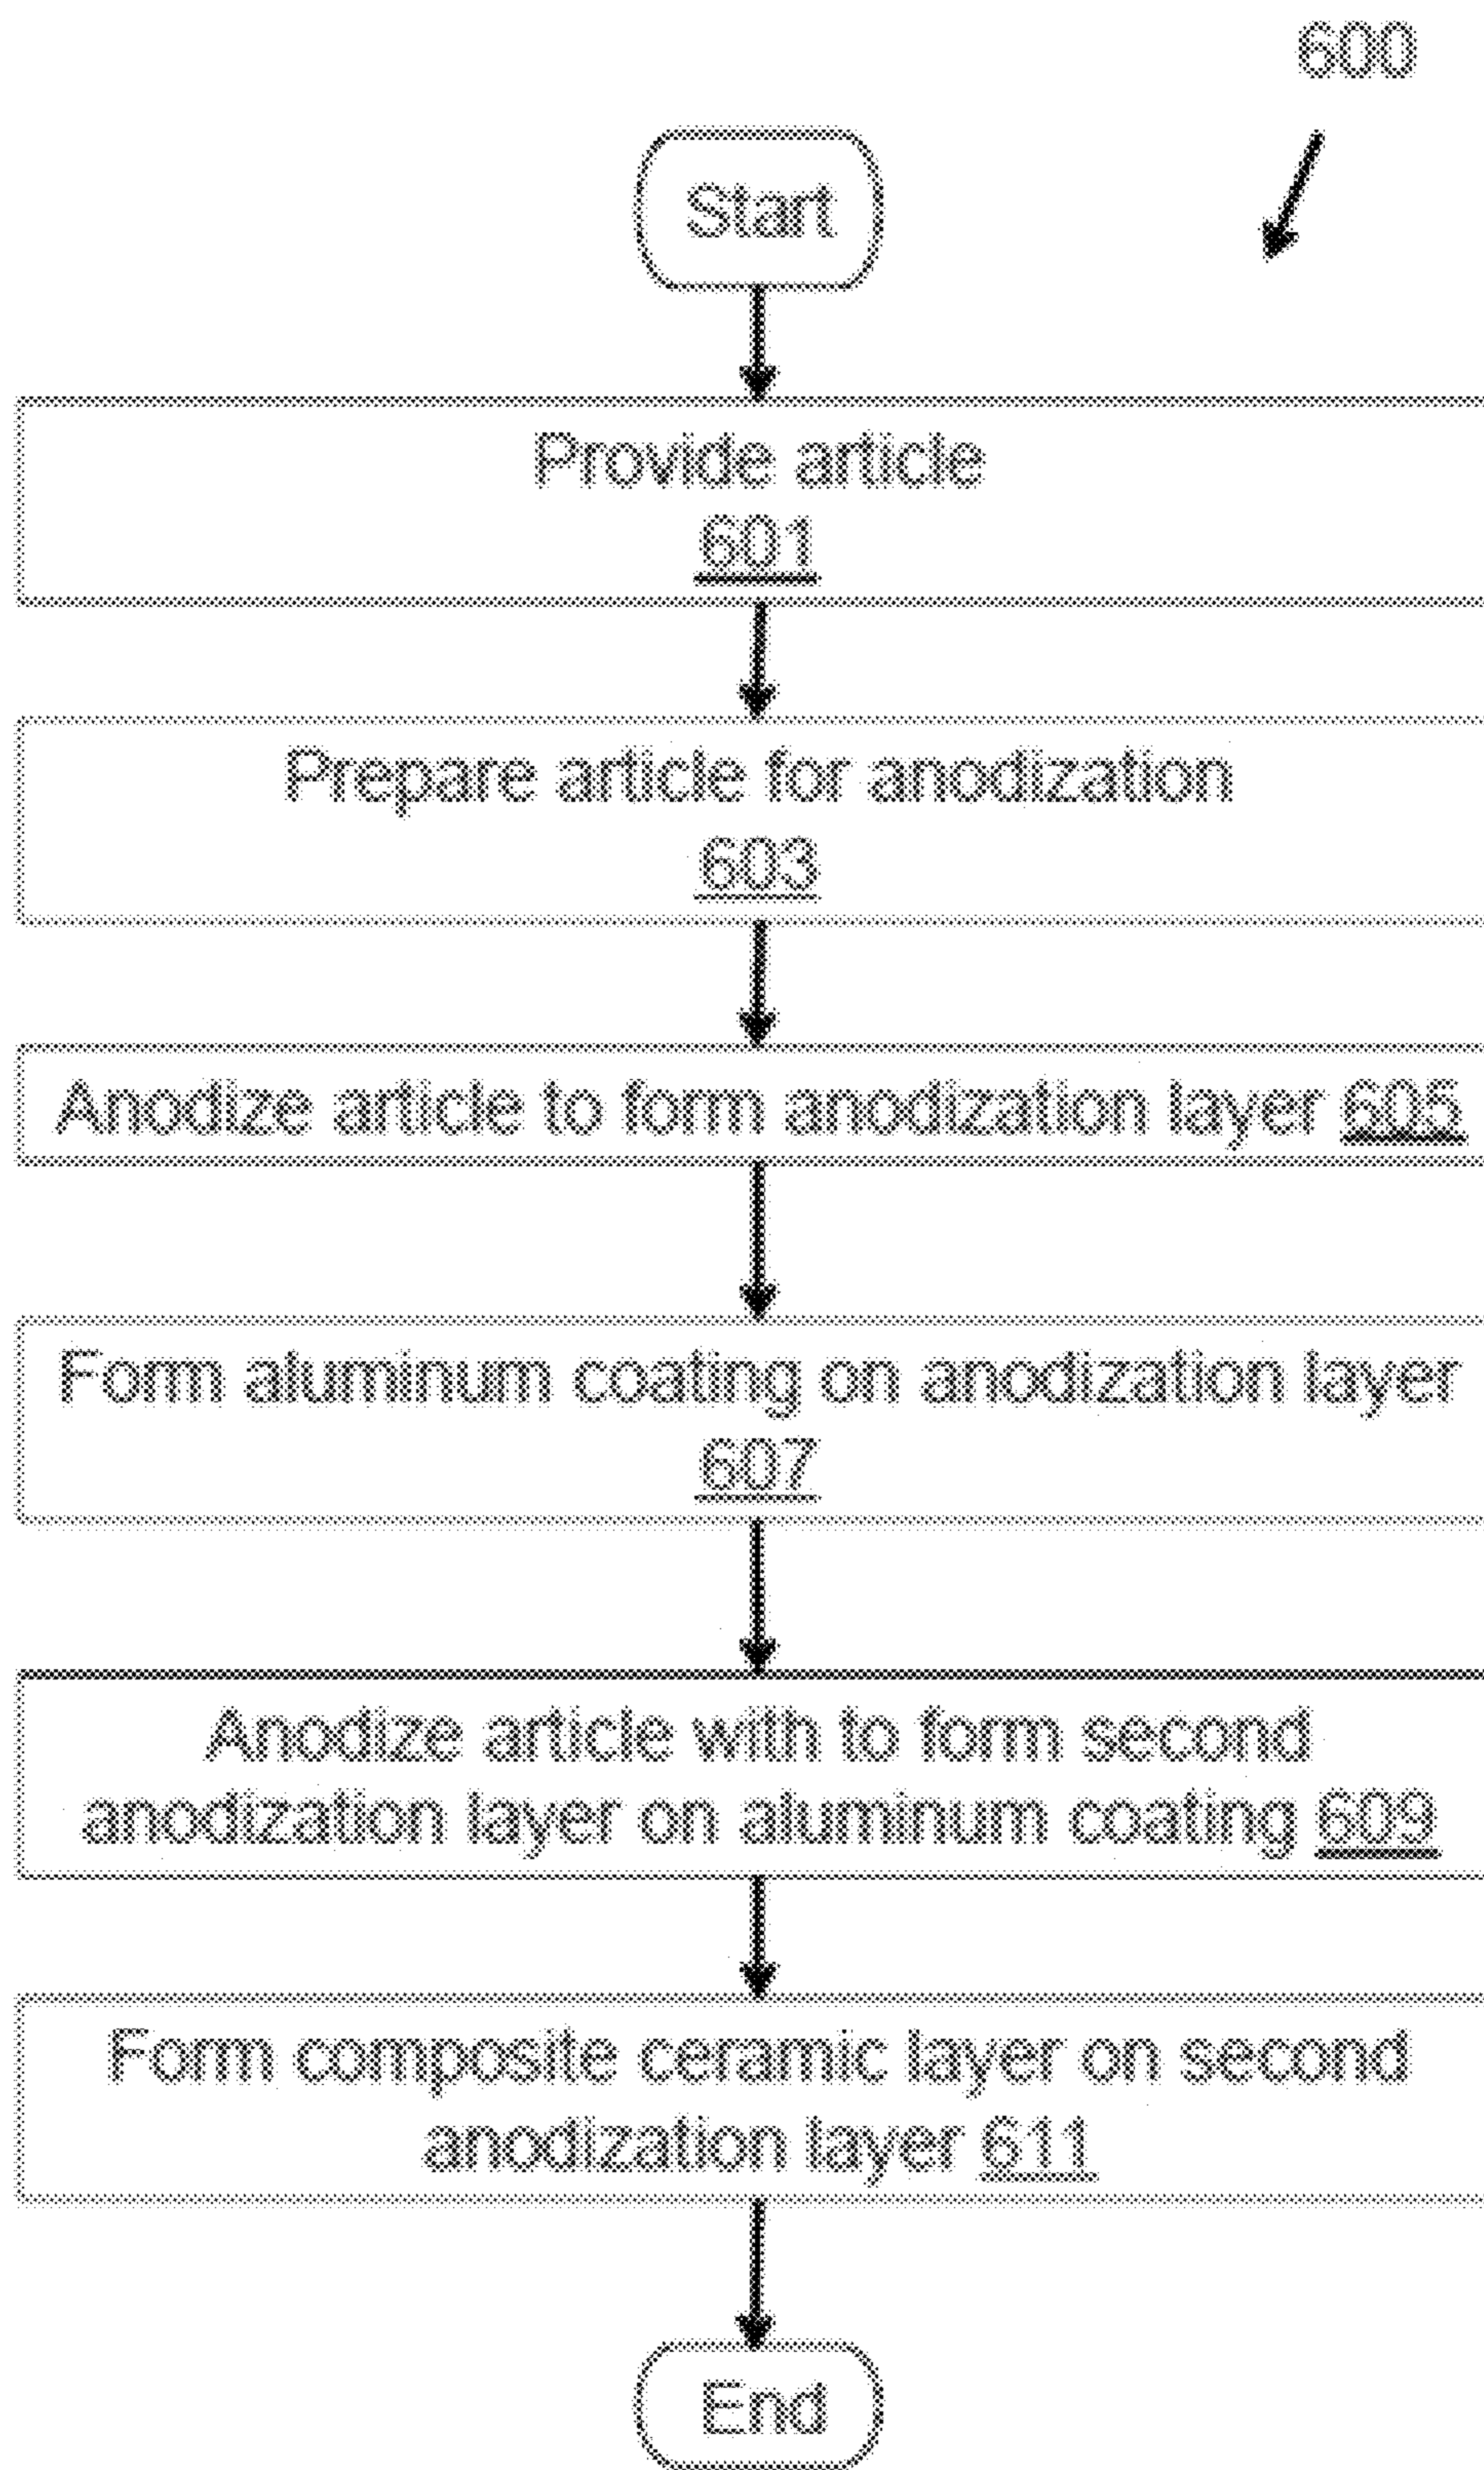 600
Start
Provide article
601
Prepare article for anodization
603
Anodize article to form anodization layer 605
Form aluminum coating on anodization layer
607
Anodize article with to form second
anodization layer on aluminum coating 609
Form composite ceramic layer on second
anodization layer 611
End